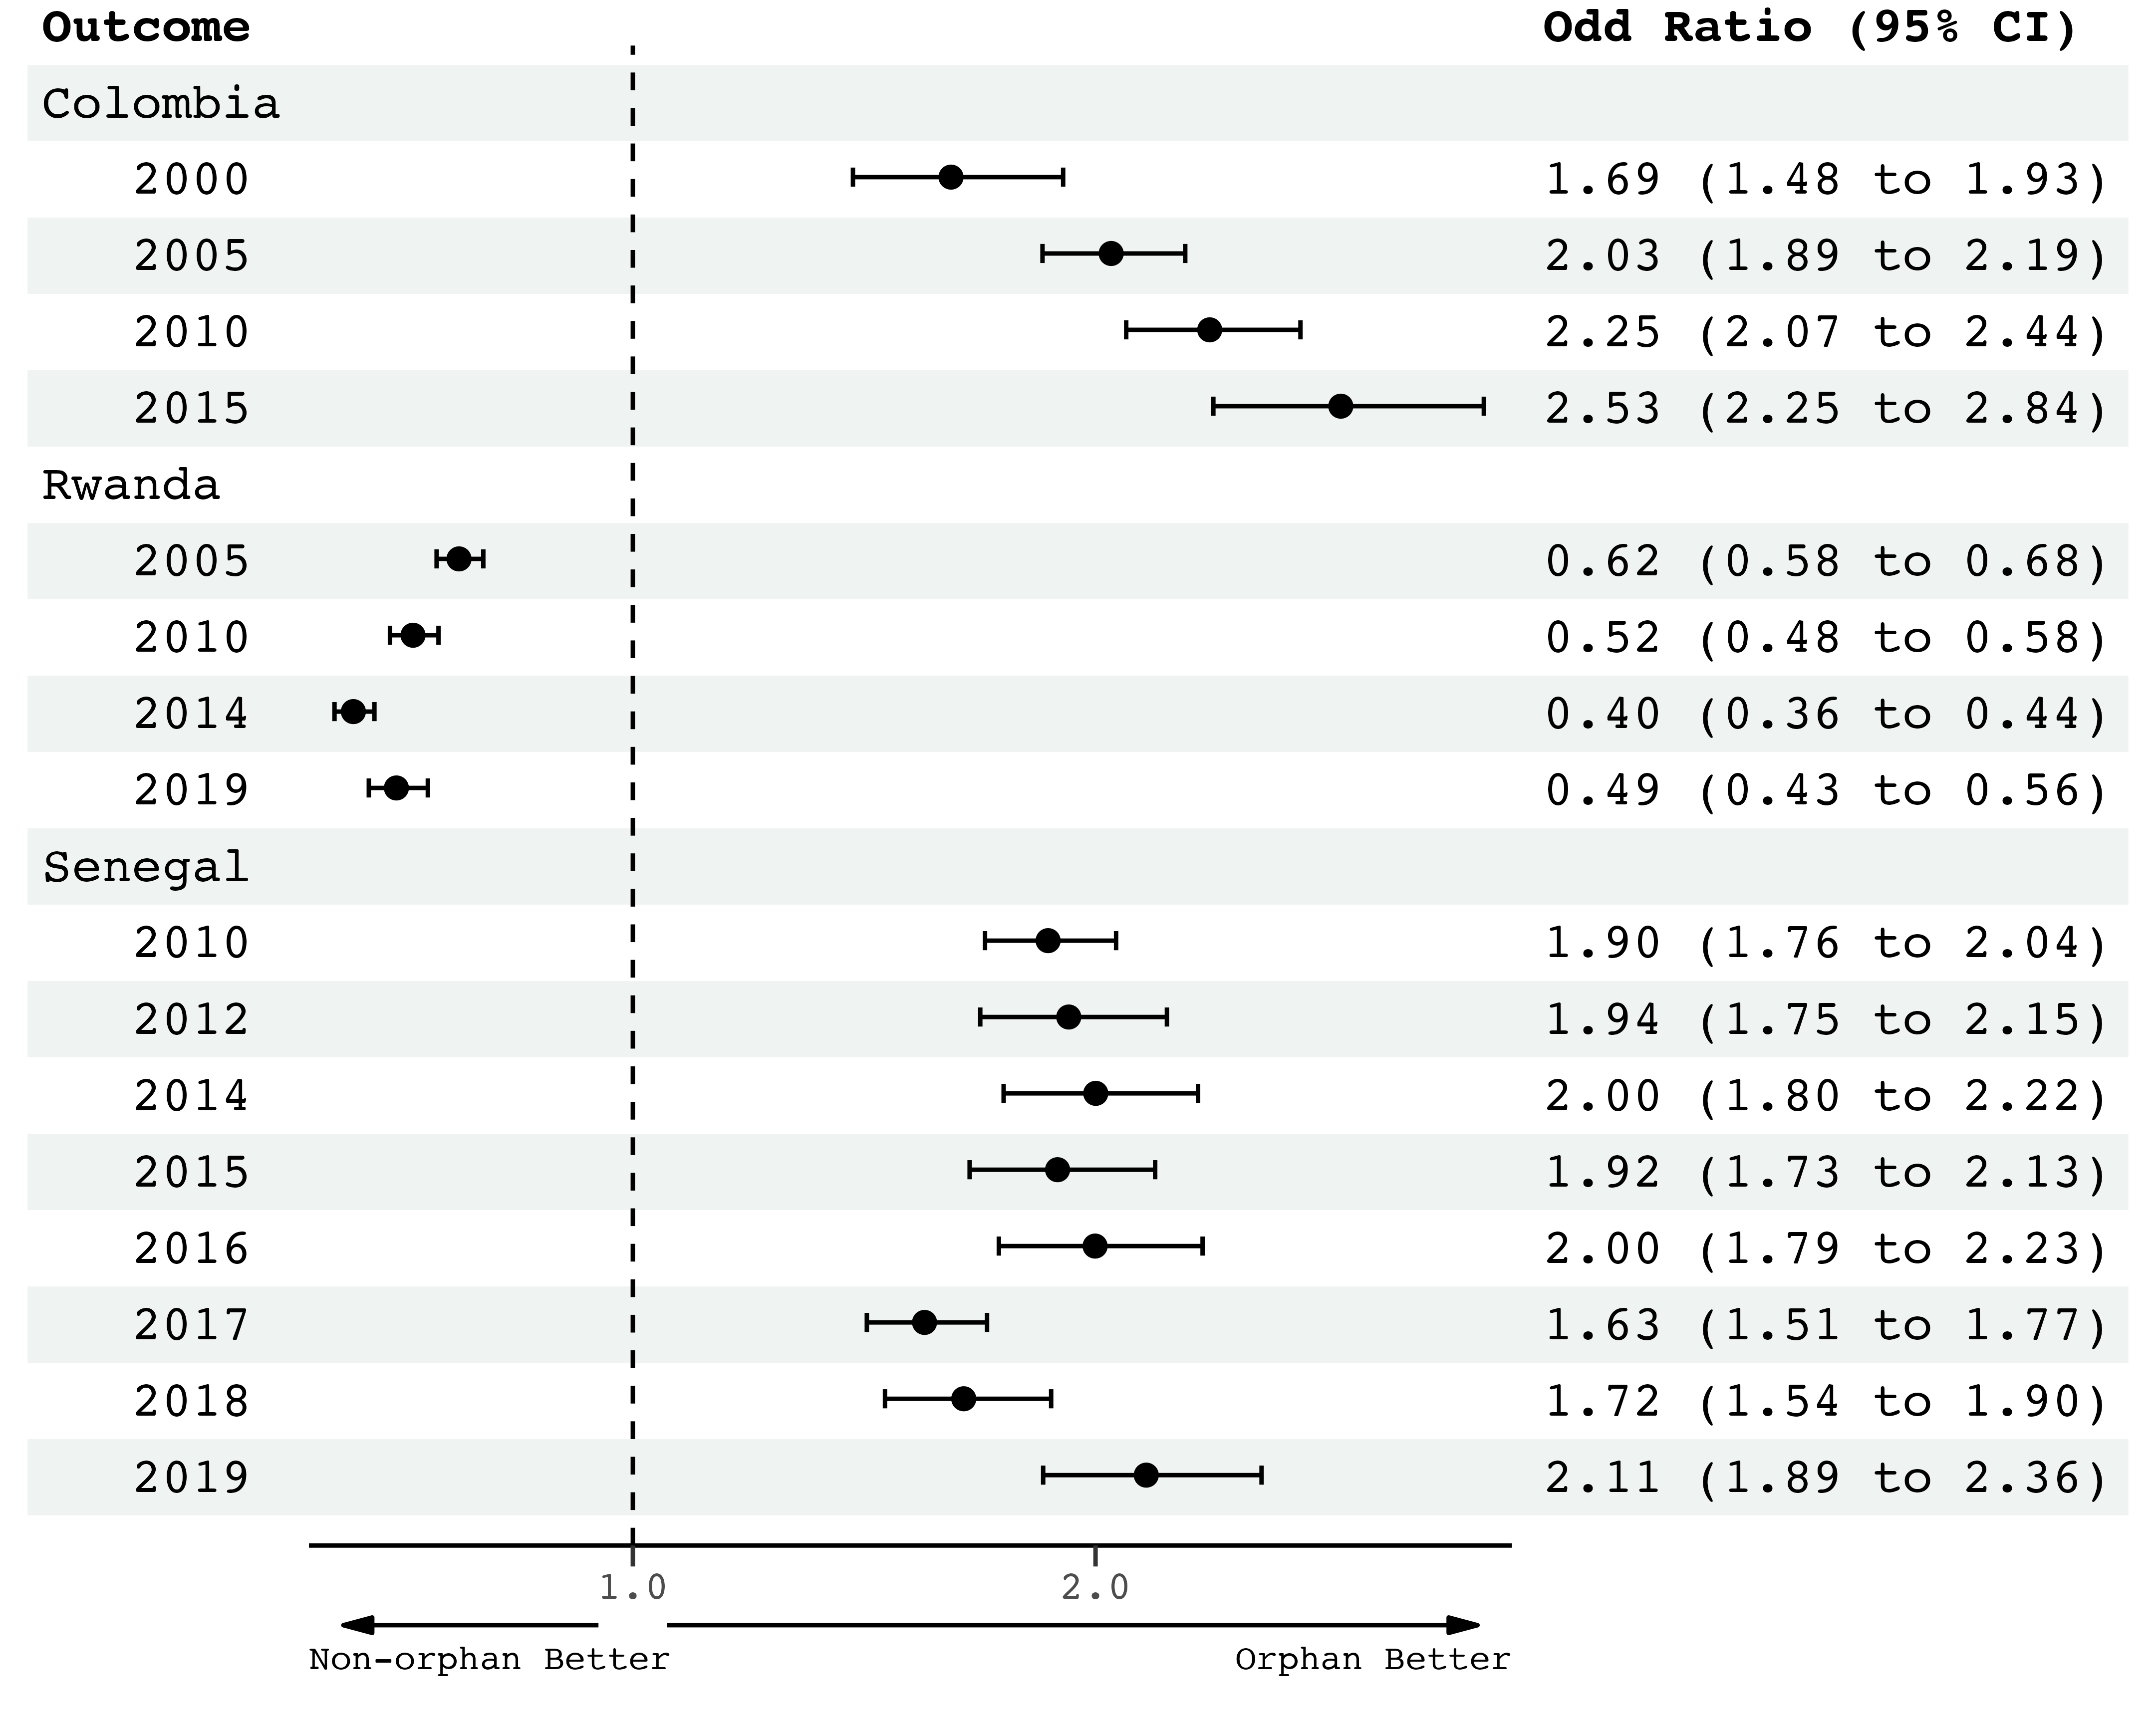 Outcome Odd Ratio (95% CI)
Colombia
2000 1.69 (1.48 to 1.93)
2005 2.03 (1.89 to 2.19)
2010 2.25 (2.07 to 2.44)
2015 2.53 (2.25 to 2.84)
Rwanda
2005 0.62 (0.58 to 0.68)
2010 0.52 (0.48 to 0.58)
2014 0.40 (0.36 to 0.44)
2019 0.49 (0.43 to 0.56)
Senegal
2010 1.90 (1.76 to 2.04)
2012 1.94 (1.75 to 2.15)
2014 2.00 (1.80 to 2.22)
2015 1.92 (1.73 to 2.13)
2016 2.00 (1.79 to 2.23)
2017 1.63 (1.51 to 1.77)
2018 1.72 (1.54 to 1.90)
2019 2.11 (1.89 to 2.36)
1.0 2.0
Non-orphan Better Orphan Better